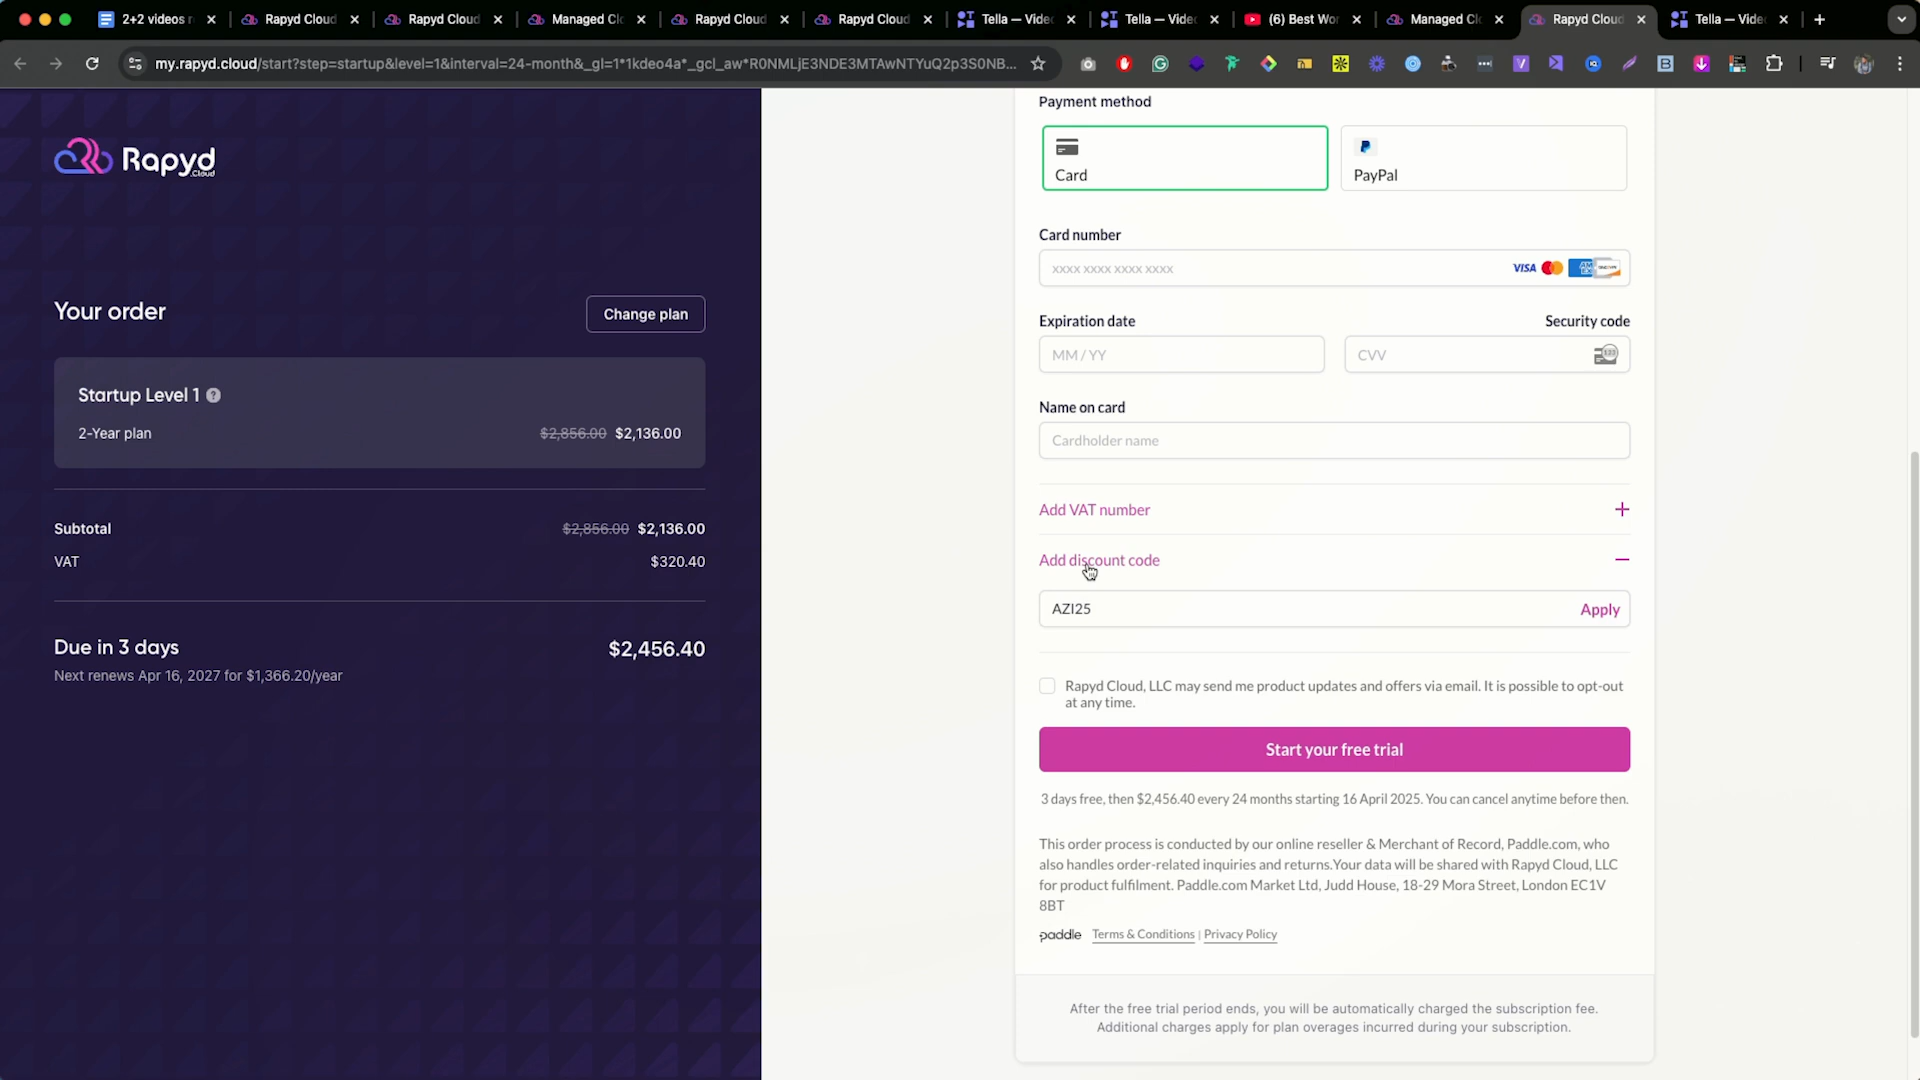 2+2 videos
Rapyd Cloud
Rapyd Cloud
Managed Cl
Rapyd Cloud
Rapyd Cloud
Tella — Vide
Tella — Vide
(6) Best Wor
Managed Cl
Rapyd Cloud
Tella — Vide
my.rapyd.cloud/start?step=startup&level=1&interval=24-month&_gl=1*1kdeo4a*_gcl_aw*R0NMLjE3NDE3MTAwNTYuQ2p3S0NB...
Rapyd
.Cloud
Your order
Change plan
Startup Level 1 ?
2-Year plan
$2,856.00 $2,136.00
Subtotal
$2,856.00 $2,136.00
VAT
$320.40
Due in 3 days
$2,456.40
Next renews Apr 16, 2027 for $1,366.20/year
Payment method
Card
PayPal
Card number
xxxx xxxx xxxx xxxx
VISA
Expiration date
Security code
MM / YY
CVV
Name on card
Cardholder name
Add VAT number
Add discount code
AZI25
Apply
Rapyd Cloud, LLC may send me product updates and offers via email. It is possible to opt-out
at any time.
Start your free trial
3 days free, then $2,456.40 every 24 months starting 16 April 2025. You can cancel anytime before then.
This order process is conducted by our online reseller & Merchant of Record, Paddle.com, who
also handles order-related inquiries and returns.Your data will be shared with Rapyd Cloud, LLC
for product fulfilment. Paddle.com Market Ltd, Judd House, 18-29 Mora Street, London EC1V
8BT
paddle Terms & Conditions | Privacy Policy
After the free trial period ends, you will be automatically charged the subscription fee.
Additional charges apply for plan overages incurred during your subscription.